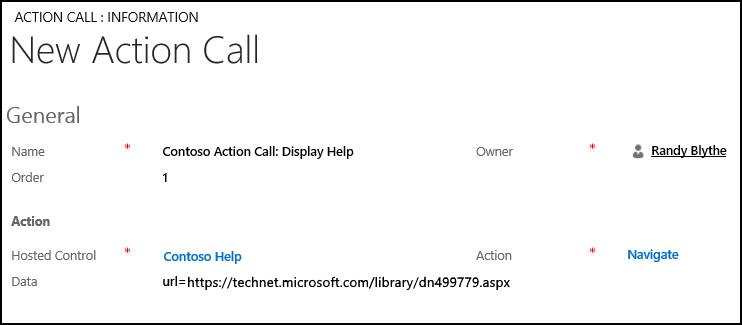 ACTION CALL : INFORMATION
New Action Call
General
Name * Contoso Action Call: Display Help Owner * Randy Blythe
Order 1
Action
Hosted Control * Contoso Help Action * Navigate
Data url=https://technet.microsoft.com/library/dn499779.aspx